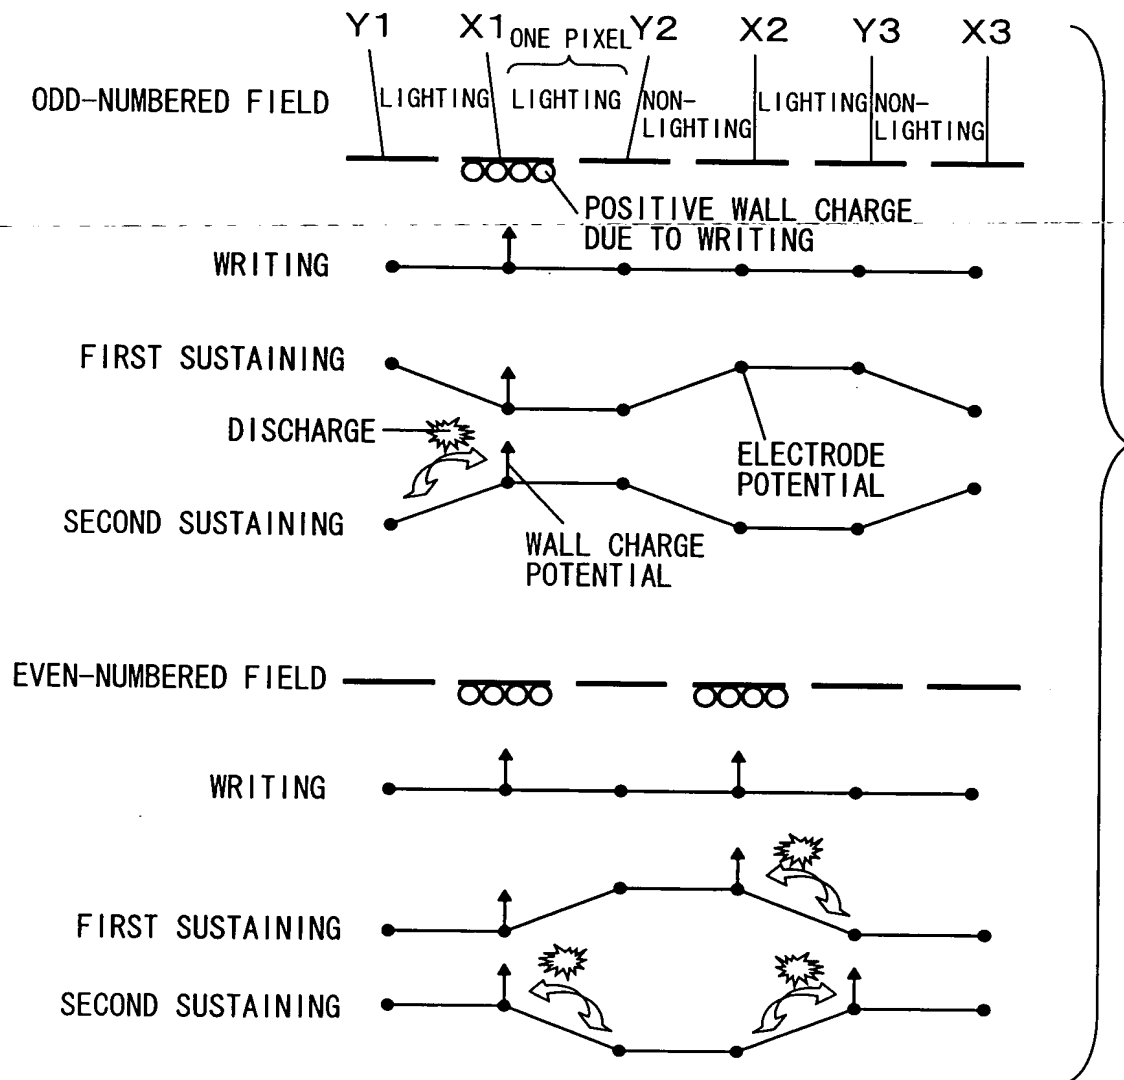 Y1 X1 ONE PIXEL Y2 X2 Y3 X3
ODD-NUMBERED FIELD
LIGHTING
LIGHTING
NON-
LIGHTING
LIGHTING
NON-
LIGHTING
POSITIVE WALL CHARGE
DUE TO WRITING
WRITING
FIRST SUSTAINING
DISCHARGE
ELECTRODE
POTENTIAL
SECOND SUSTAINING
WALL CHARGE
POTENTIAL
EVEN-NUMBERED FIELD
WRITING
FIRST SUSTAINING
SECOND SUSTAINING